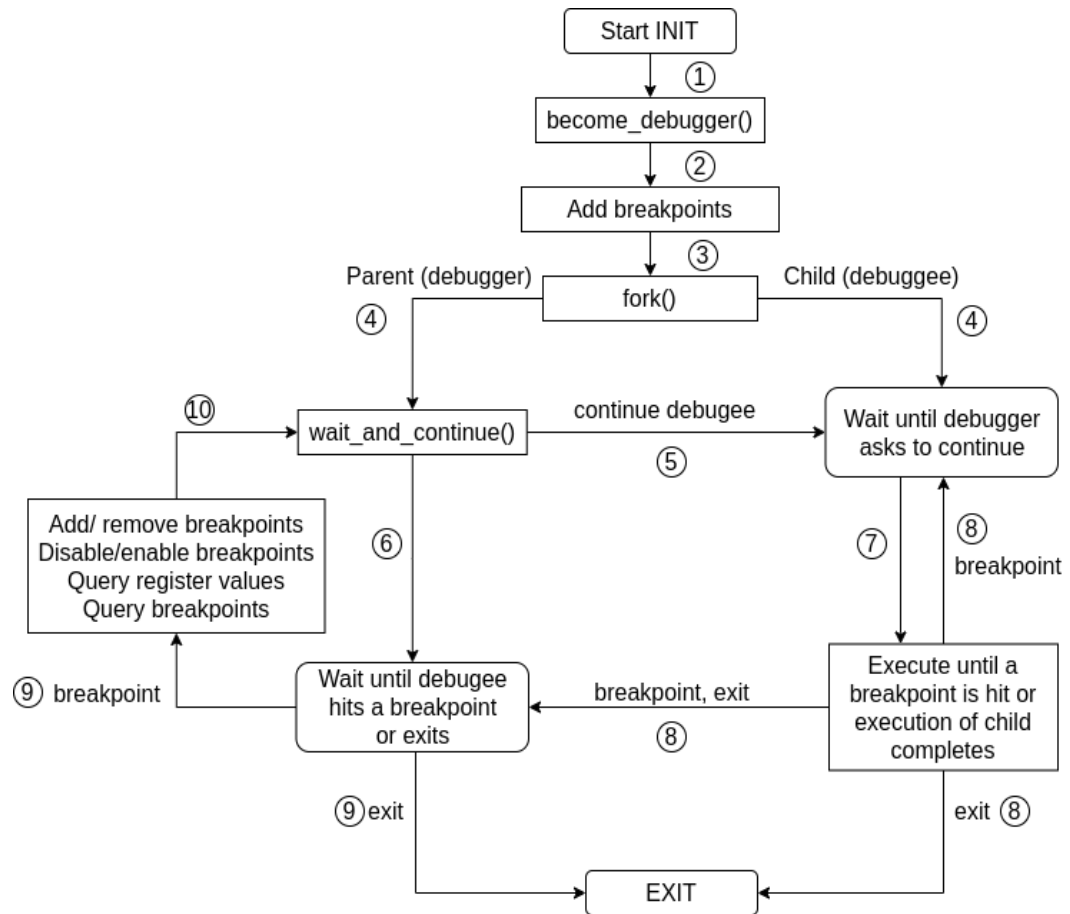 Start INIT
①
become_debugger()
②
Add breakpoints
③
Parent (debugger)
fork()
Child (debuggee)
④
④
⑩
wait_and_continue()
continue debugee
⑤
Wait until debugger
asks to continue
Add/ remove breakpoints
Disable/enable breakpoints
Query register values
Query breakpoints
⑥
⑦
⑧
breakpoint
⑨ breakpoint
Wait until debugee
hits a breakpoint
or exits
breakpoint, exit
⑧
Execute until a
breakpoint is hit or
execution of child
completes
⑨ exit
exit ⑧
EXIT